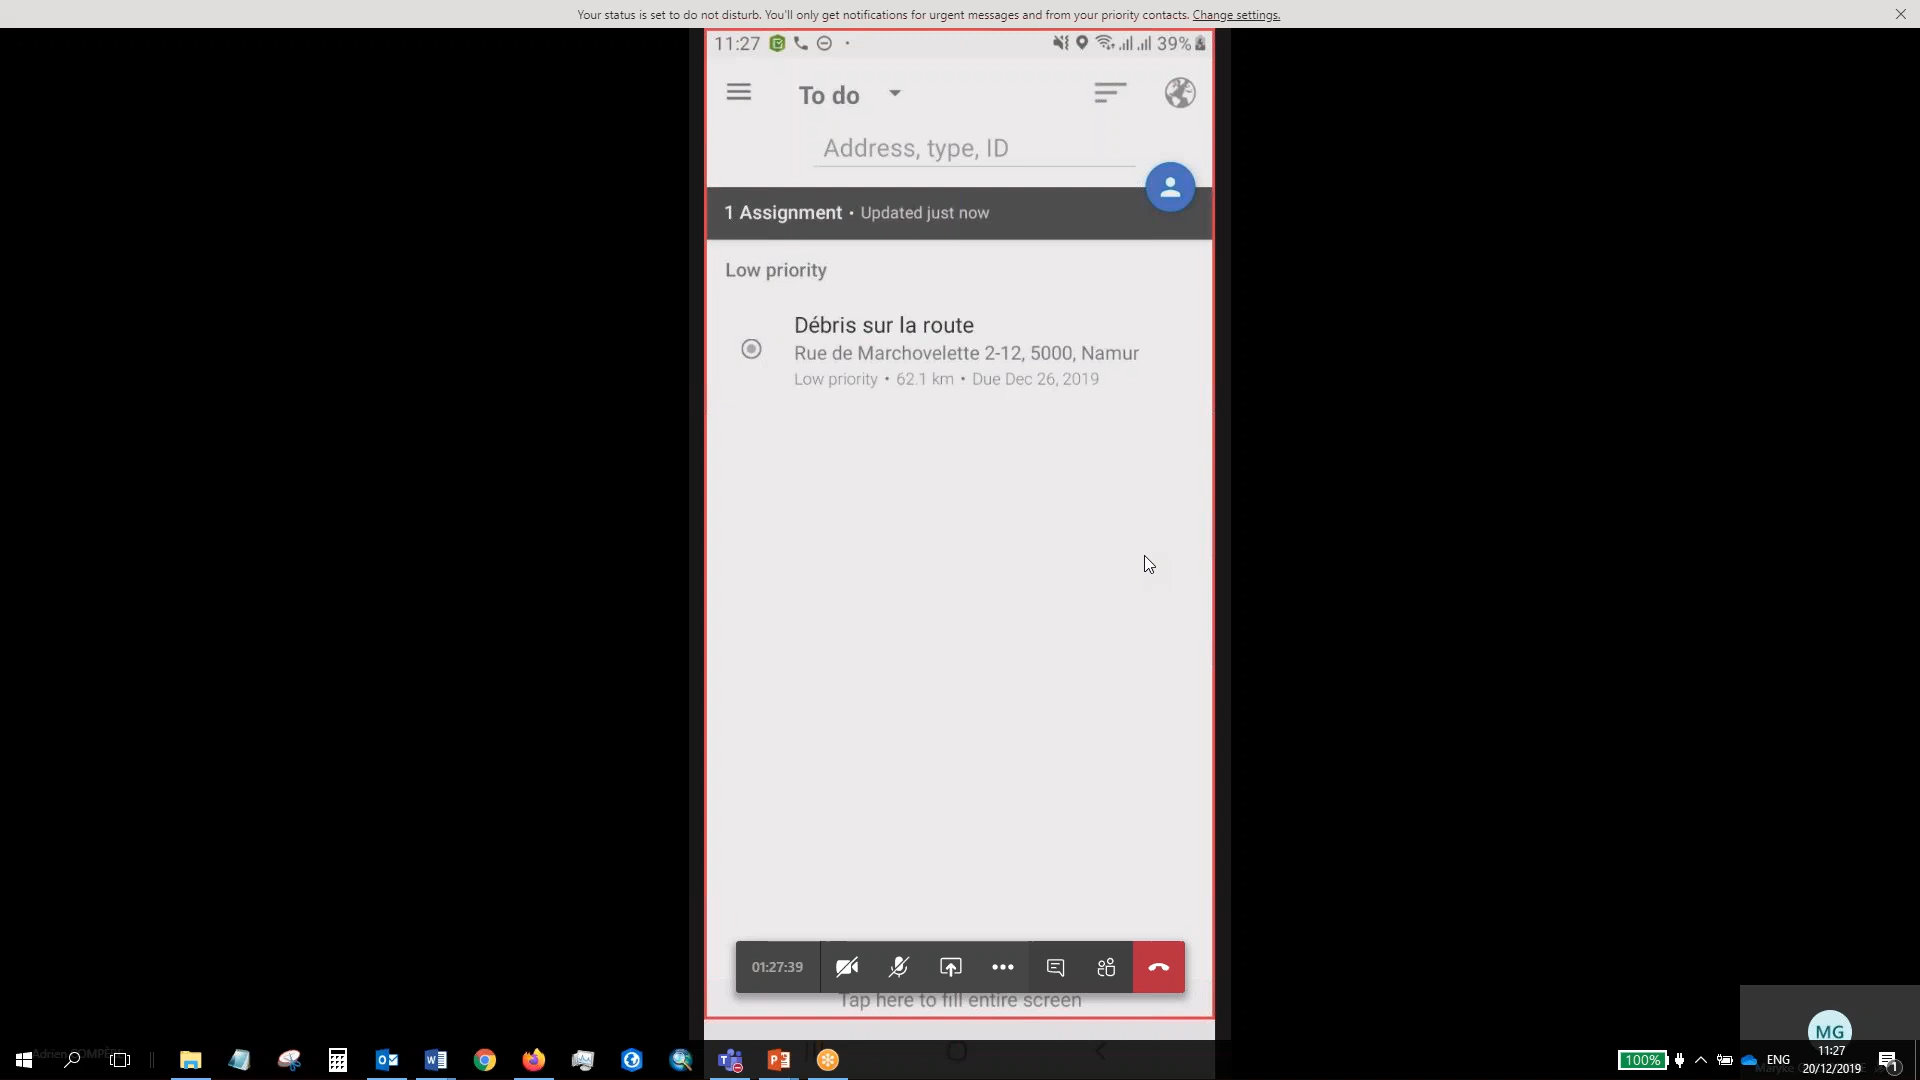 Your status is set to do not disturb. You'll only get notifications for urgent messages and from your priority contacts. Change settings.
11:27 39%
To do
Address, type, ID
1 Assignment • Updated just now
Low priority
Débris sur la route
Rue de Marchovelette 2-12, 5000, Namur
Low priority • 62.1 km • Due Dec 26, 2019
01:27:39
Tap here to fill entire screen
MG
100% ENG 11:27
20/12/2019
1